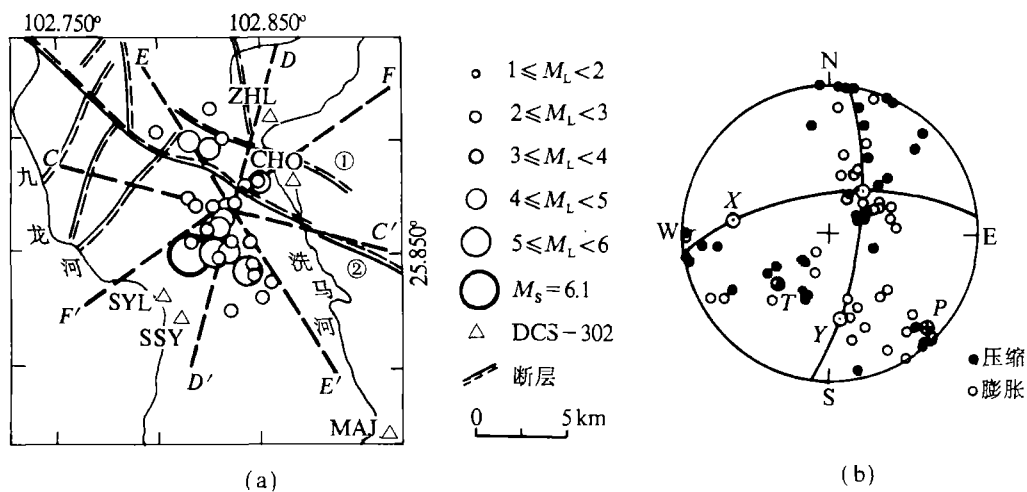 102.750°
102.850°
E
D
F
ZHL
C
CHO
①
九
龙
河
C′
洗
马
河
②
25.850°
F′
SYL
SSY
D′
E′
MAJ
(a)
1⩽M_L<2
2⩽M_L<3
3⩽M_L<4
4⩽M_L<5
5⩽M_L<6
M_S=6.1
DCS-302
断层
0 5 km
N
X
W
E
T
P
Y
S
压缩
膨胀
(b)